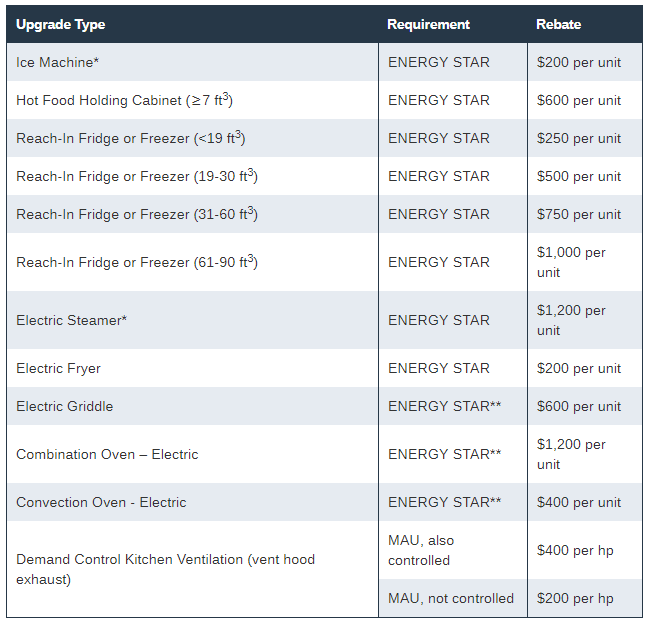 Upgrade Type Requirement Rebate
Ice Machine* ENERGY STAR $200 per unit
Hot Food Holding Cabinet (≥7 ft³) ENERGY STAR $600 per unit
Reach-In Fridge or Freezer (<19 ft³) ENERGY STAR $250 per unit
Reach-In Fridge or Freezer (19-30 ft³) ENERGY STAR $500 per unit
Reach-In Fridge or Freezer (31-60 ft³) ENERGY STAR $750 per unit
Reach-In Fridge or Freezer (61-90 ft³) ENERGY STAR $1,000 per
unit
Electric Steamer* ENERGY STAR $1,200 per
unit
Electric Fryer ENERGY STAR $200 per unit
Electric Griddle ENERGY STAR** $600 per unit
Combination Oven – Electric ENERGY STAR** $1,200 per
unit
Convection Oven - Electric ENERGY STAR** $400 per unit
Demand Control Kitchen Ventilation (vent hood
exhaust)
MAU, also
controlled
$400 per hp
MAU, not controlled $200 per hp